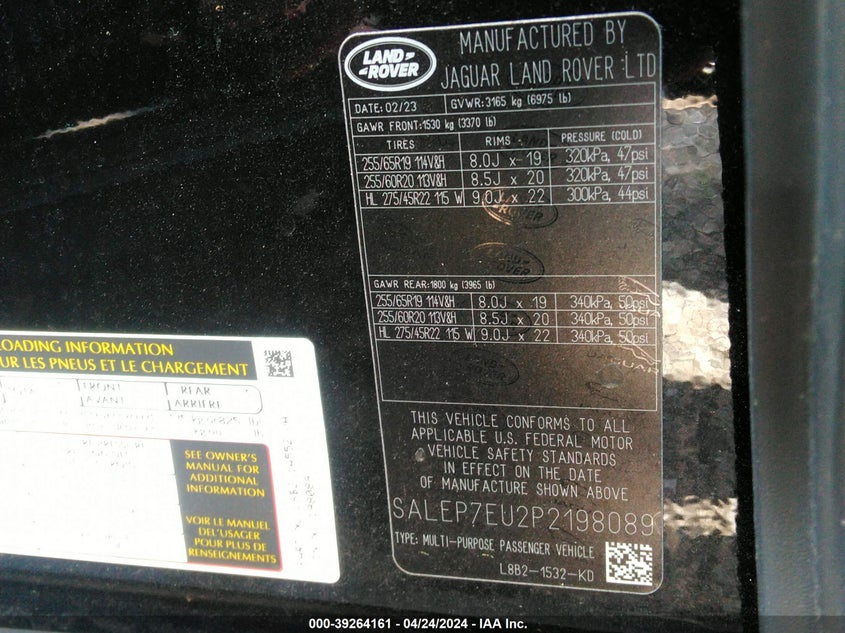 LAND ROVER
MANUFACTURED BY
JAGUAR LAND ROVER LTD
DATE: 02/23 GVWR:3165 kg (6975 lb)
GAWR FRONT:1530 kg (3370 lb)
TIRES RIMS PRESSURE (COLD)
255/65R19 114V&H 8.0J x 19 320kPa, 47psi
255/60R20 113V&H 8.5J x 20 320kPa, 47psi
HL 275/45R22 115 W 9.0J x 22 300kPa, 44psi
GAWR REAR:1800 kg (3965 lb)
255/65R19 114V&H 8.0J x 19 340kPa, 50psi
255/60R20 113V&H 8.5J x 20 340kPa, 50psi
HL 275/45R22 115 W 9.0J x 22 340kPa, 50psi
THIS VEHICLE CONFORMS TO ALL
APPLICABLE U.S. FEDERAL MOTOR
VEHICLE SAFETY STANDARDS
IN EFFECT ON THE DATE
OF MANUFACTURE SHOWN ABOVE
SALEP7EU2P2198089
TYPE: MULTI-PURPOSE PASSENGER VEHICLE
L8B2-1532-KD
LOADING INFORMATION
UR LES PNEUS ET LE CHARGEMENT
FRONT REAR
AVANT ARRIÈRE
SEE OWNER'S
MANUAL FOR
ADDITIONAL
INFORMATION
VOIR LE MANUEL
DE L'USAGER
POUR PLUS DE
RENSEIGNEMENTS
000-39264161 - 04/24/2024 - IAA Inc.